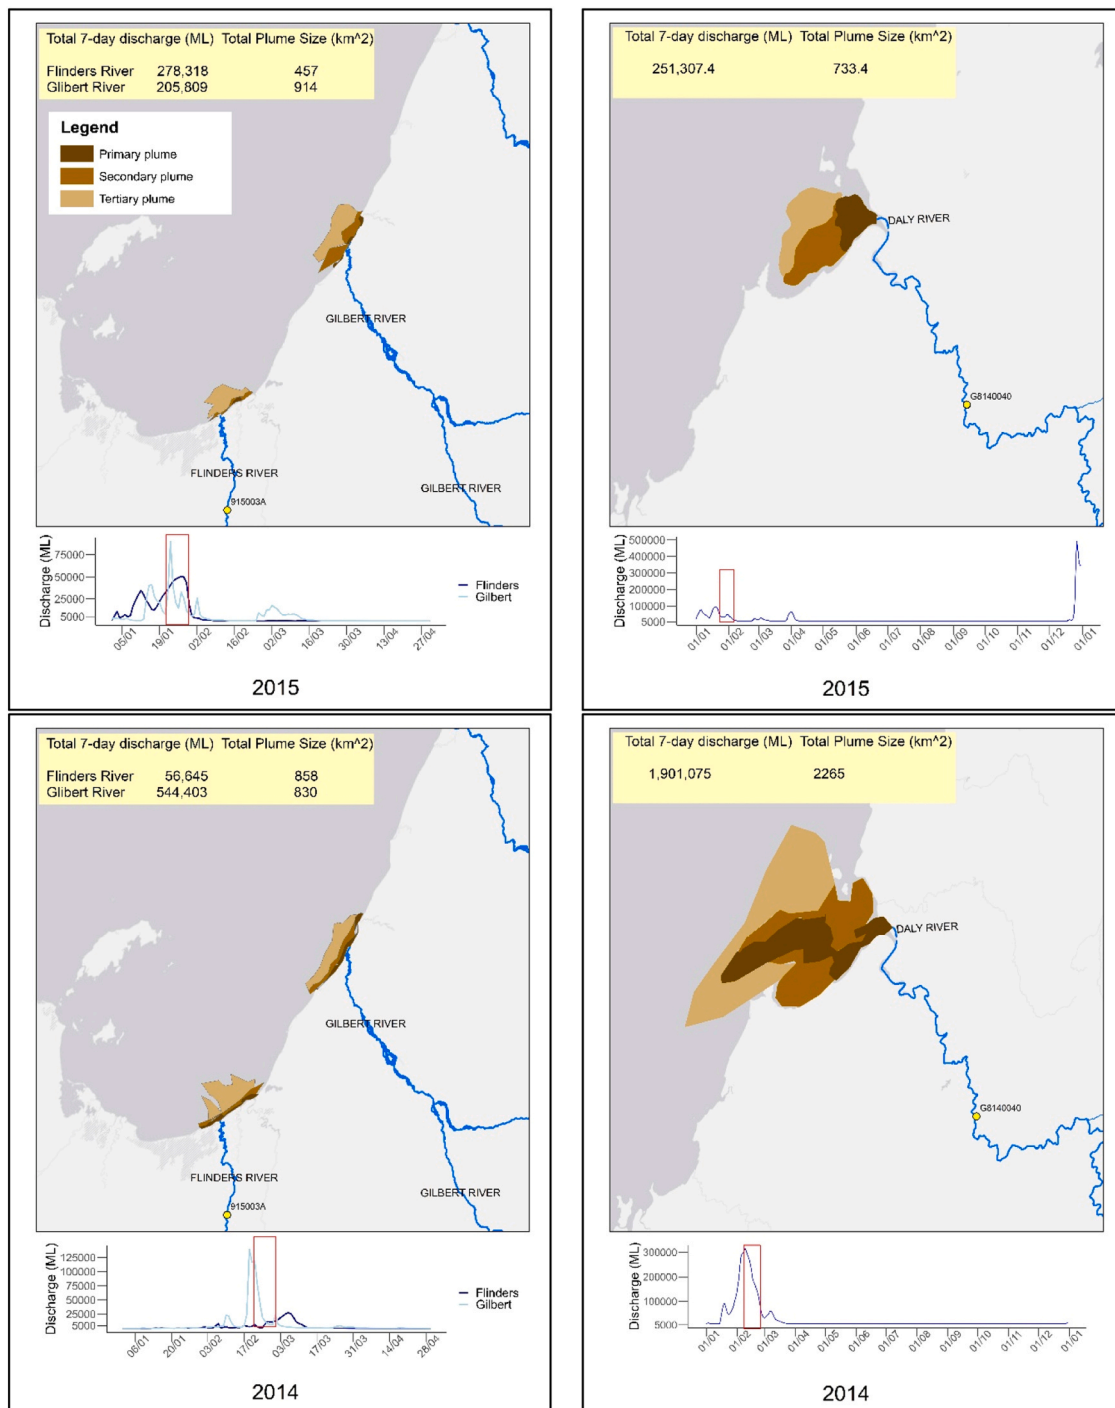 Total 7-day discharge (ML) Total Plume Size (km^2)
Flinders River 278,318 457
Glibert River 205,809 914
Legend
Primary plume
Secondary plume
Tertiary plume
GILBERT RIVER
FLINDERS RIVER
GILBERT RIVER
915003A
Discharge (ML)
75000
50000
25000
5000
05/01 19/01 02/02 16/02 02/03 16/03 30/03 13/04 27/04
Flinders
Gilbert
2015
Total 7-day discharge (ML) Total Plume Size (km^2)
251,307.4 733.4
DALY RIVER
G8140040
Discharge (ML)
500000
400000
300000
200000
100000
5000
01/01 01/02 01/03 01/04 01/05 01/06 01/07 01/08 01/09 01/10 01/11 01/12 01/01
2015
Total 7-day discharge (ML) Total Plume Size (km^2)
Flinders River 56,645 858
Glibert River 544,403 830
GILBERT RIVER
FLINDERS RIVER
GILBERT RIVER
915003A
Discharge (ML)
125000
100000
75000
50000
25000
5000
06/01 20/01 03/02 17/02 03/03 17/03 31/03 14/04 28/04
Flinders
Gilbert
2014
Total 7-day discharge (ML) Total Plume Size (km^2)
1,901,075 2265
DALY RIVER
G8140040
Discharge (ML)
300000
200000
100000
5000
01/01 01/02 01/03 01/04 01/05 01/06 01/07 01/08 01/09 01/10 01/11 01/12 01/01
2014